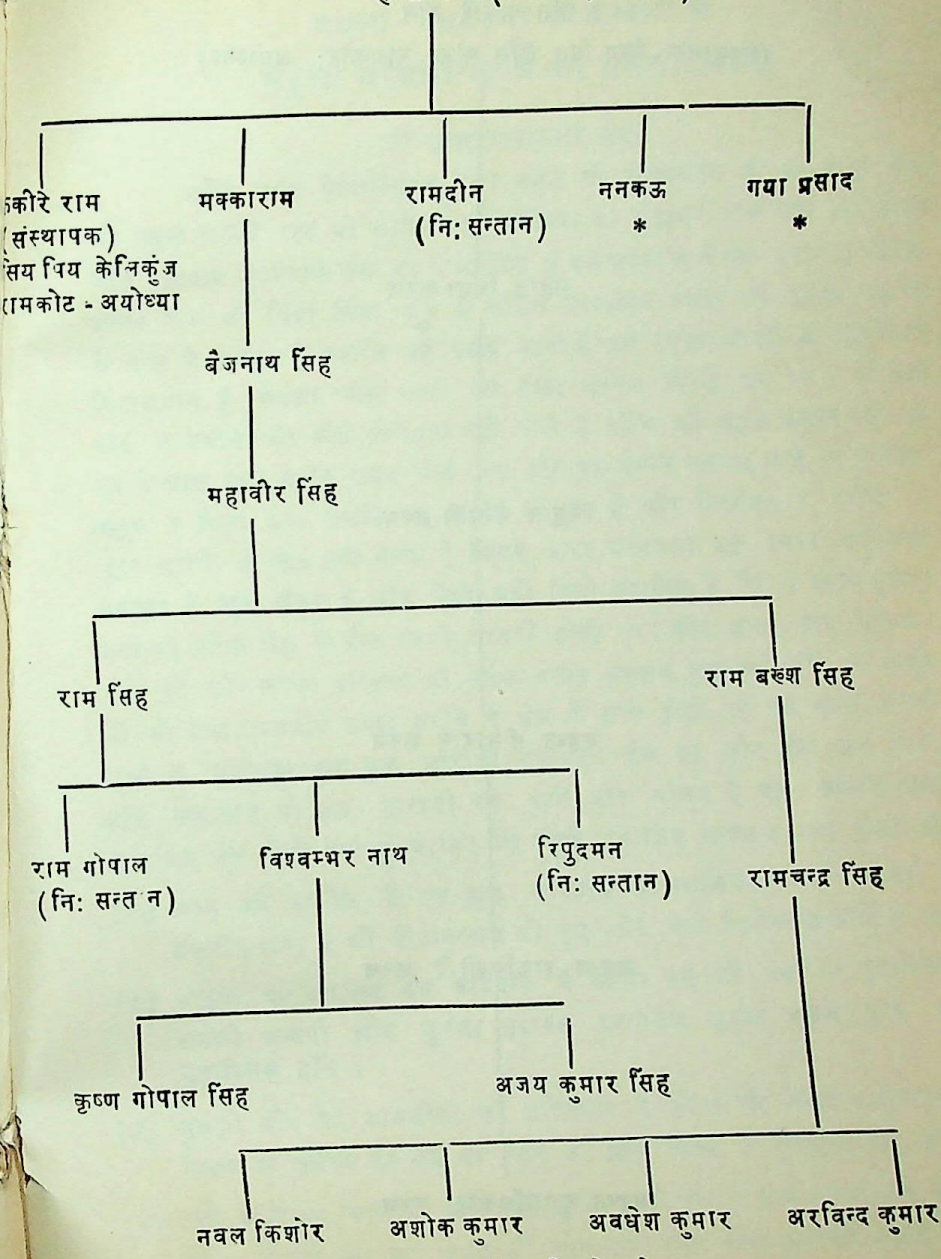 फकीरे राम
(संस्थापक)
सिय पिय केलिकुंज
रामकोट - अयोध्या
मक्काराम
रामदीन
(नि: सन्तान)
ननकऊ
*
गया प्रसाद
*
बैजनाथ सिंह
महावीर सिंह
राम सिंह
राम बख्श सिंह
राम गोपाल
(नि: सन्त न)
विश्वम्भर नाथ
रिपुदमन
(नि: सन्तान)
रामचन्द्र सिंह
कृष्ण गोपाल सिंह
अजय कुमार सिंह
नवल किशोर
अशोक कुमार
अवधेश कुमार
अरविन्द कुमार